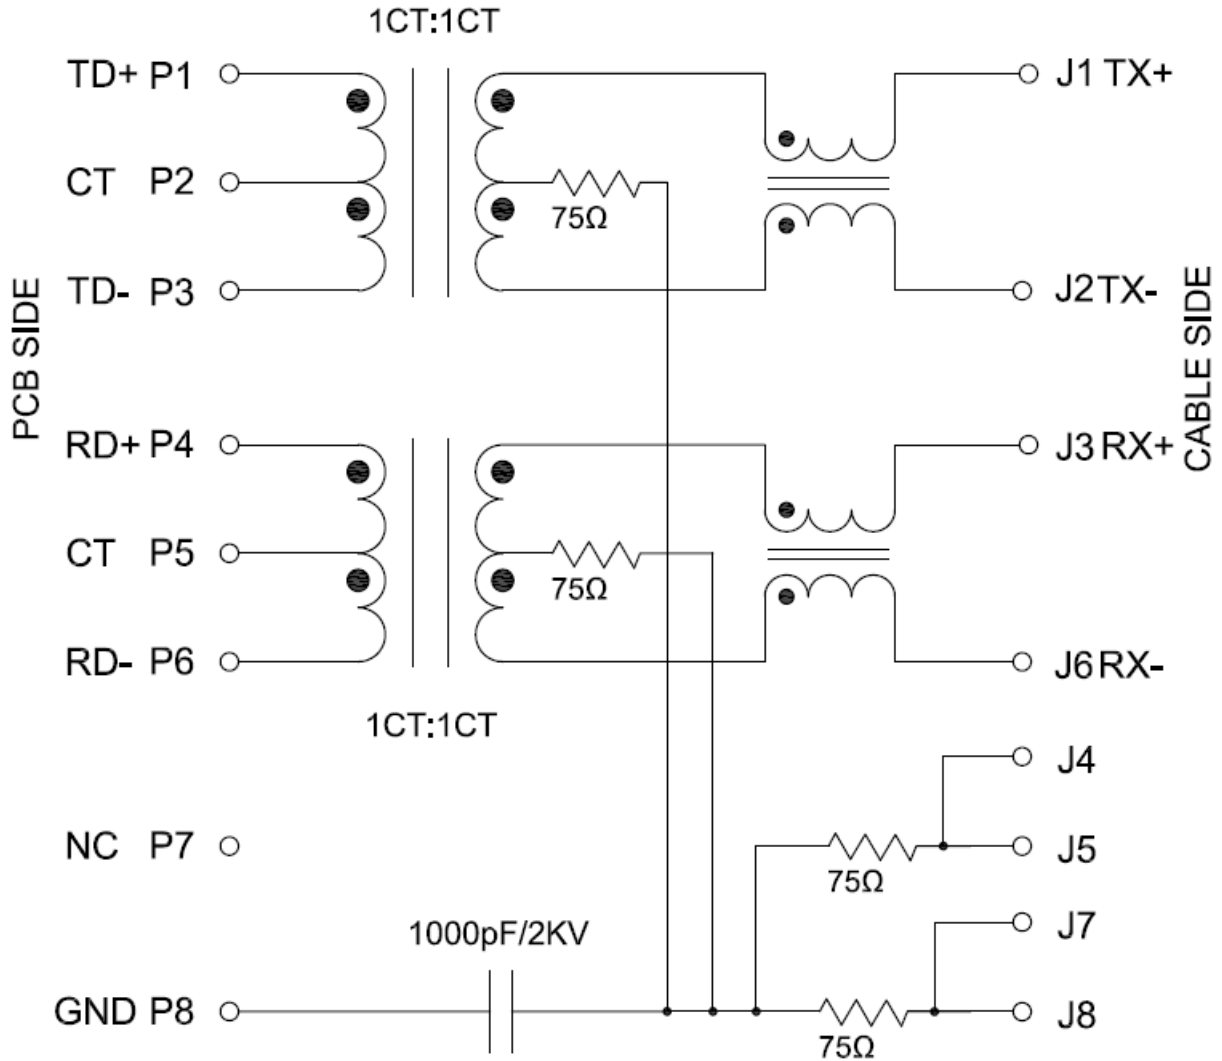 1CT:1CT
TD+ P1
J1 TX+
CT P2
75Ω
TD- P3
J2 TX-
PCB SIDE
CABLE SIDE
RD+ P4
J3 RX+
CT P5
75Ω
RD- P6
J6 RX-
1CT:1CT
J4
NC P7
J5
75Ω
J7
1000pF/2KV
GND P8
J8
75Ω